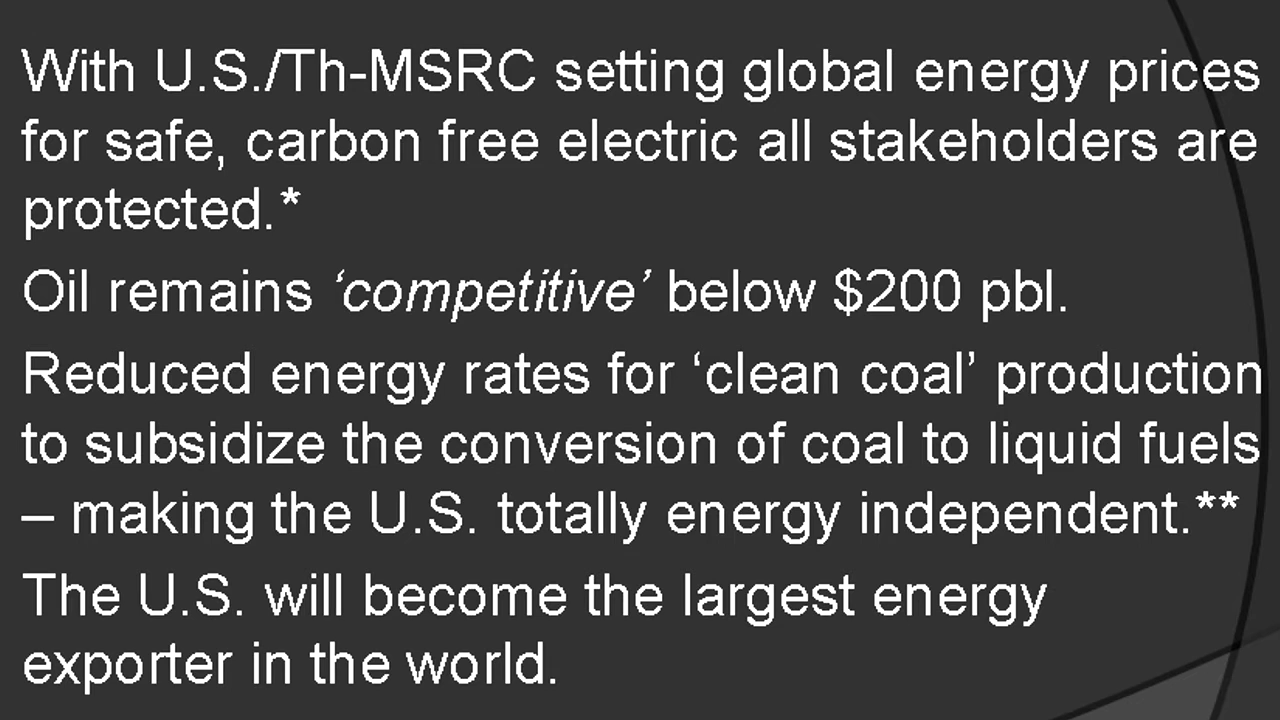 With U.S./Th-MSRC setting global energy prices
for safe, carbon free electric all stakeholders are
protected.*
Oil remains ‘competitive’ below $200 pbl.
Reduced energy rates for ‘clean coal’ production
to subsidize the conversion of coal to liquid fuels
– making the U.S. totally energy independent.**
The U.S. will become the largest energy
exporter in the world.